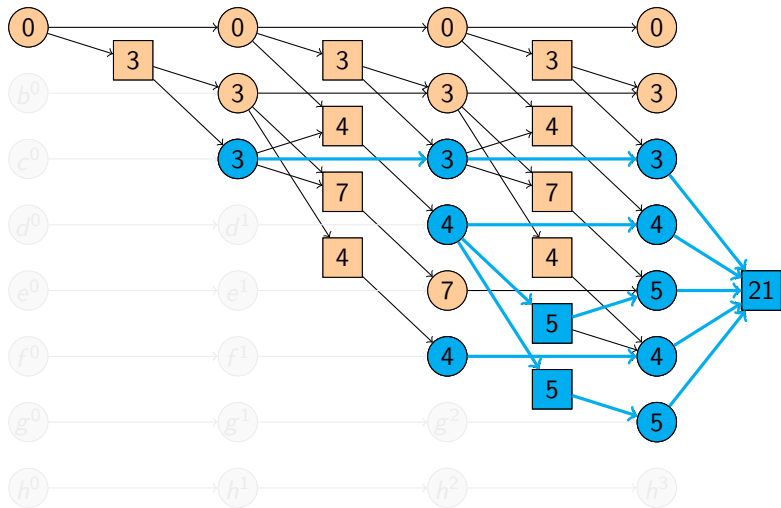 0 0 0 0
3 3 3
b⁰ 3 3 3
4 4
c⁰ 3 3 3
7 7
d⁰ d¹ 4 4
4 4
e⁰ e¹ 7 5 21
5
f⁰ f¹ 4 4
5
g⁰ g¹ g² 5
h⁰ h¹ h² h³